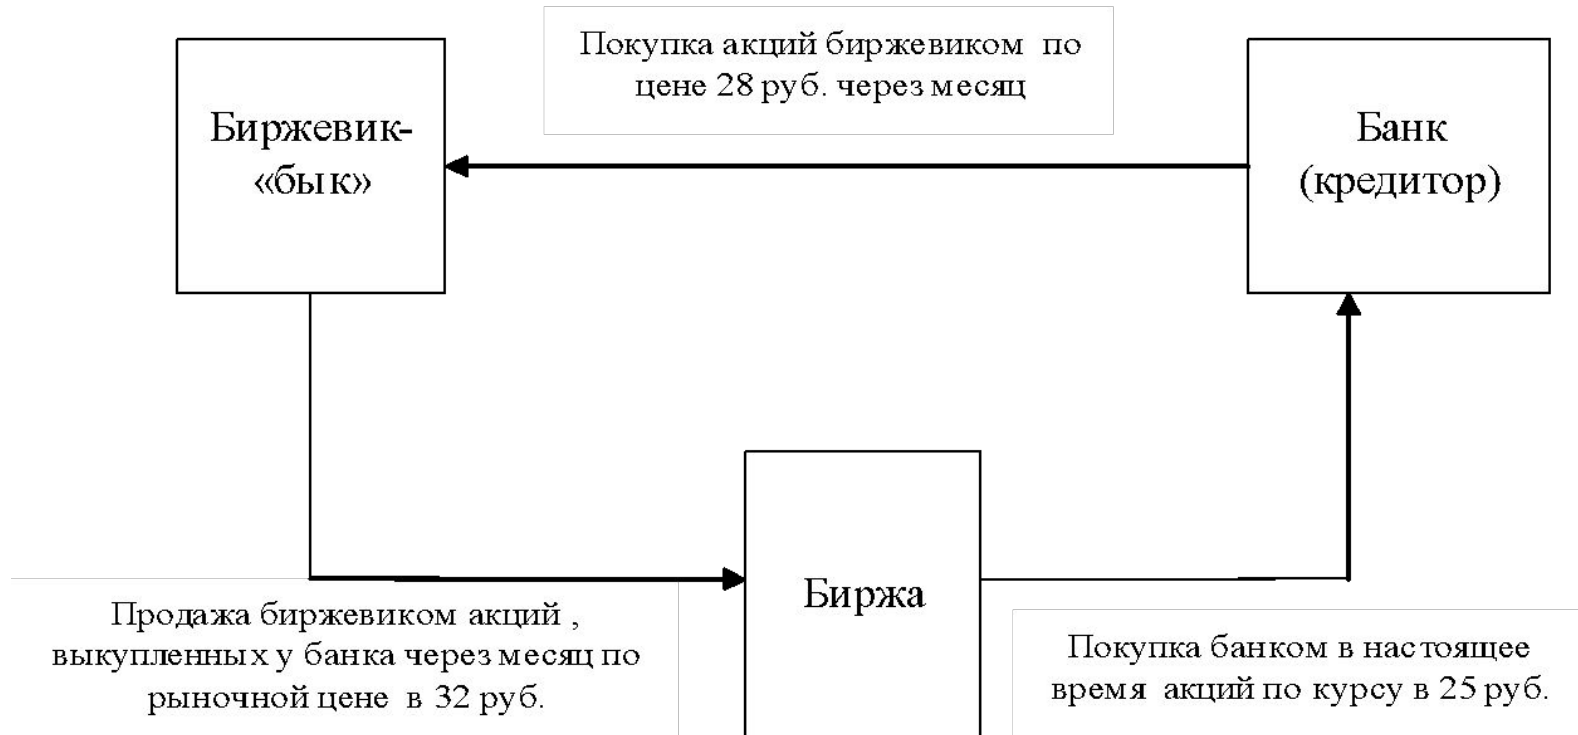 Покупка акций биржевиком по
цене 28 руб. через месяц
Биржевик-
«бык»
Банк
(кредитор)
Биржа
Продажа биржевиком акций ,
выкупленных у банка через месяц по
рыночной цене в 32 руб.
Покупка банком в настоящее
время акций по курсу в 25 руб.